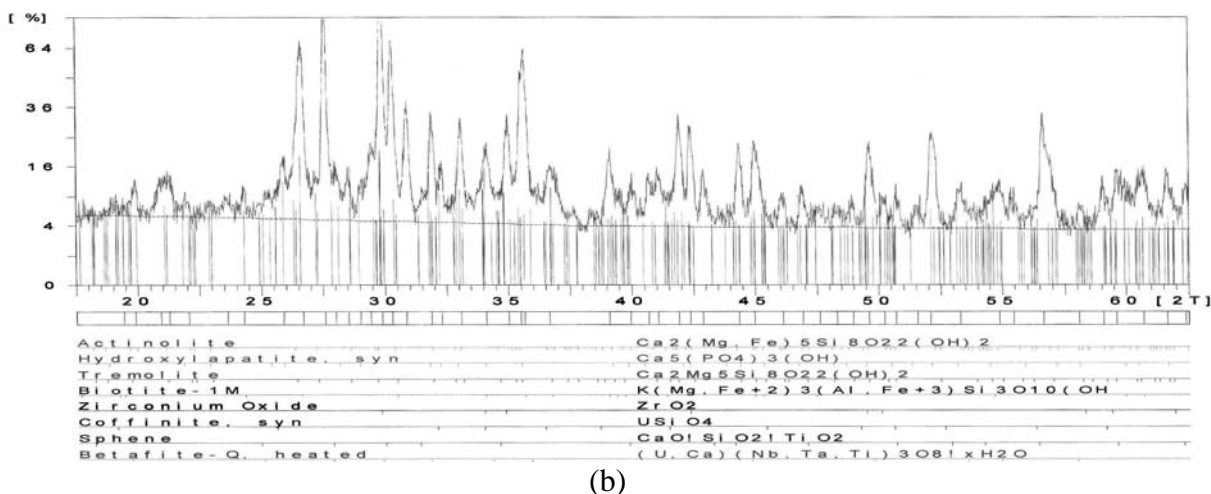 [ %]
64
36
16
4
0
20 25 30 35 40 45 50 55 60 [2T]
Actinolite Ca2(Mg,Fe)5Si8O22(OH)2
Hydroxylapatite, syn Ca5(PO4)3(OH)
Tremolite Ca2Mg5Si8O22(OH)2
Biotite-1M K(Mg,Fe+2)3(Al,Fe+3)Si3O10(OH
Zirconium Oxide ZrO2
Coffinite, syn USiO4
Sphene CaO!SiO2!TiO2
Betafite-Q, heated (U,Ca)(Nb,Ta,Ti)3O8!xH2O
(b)